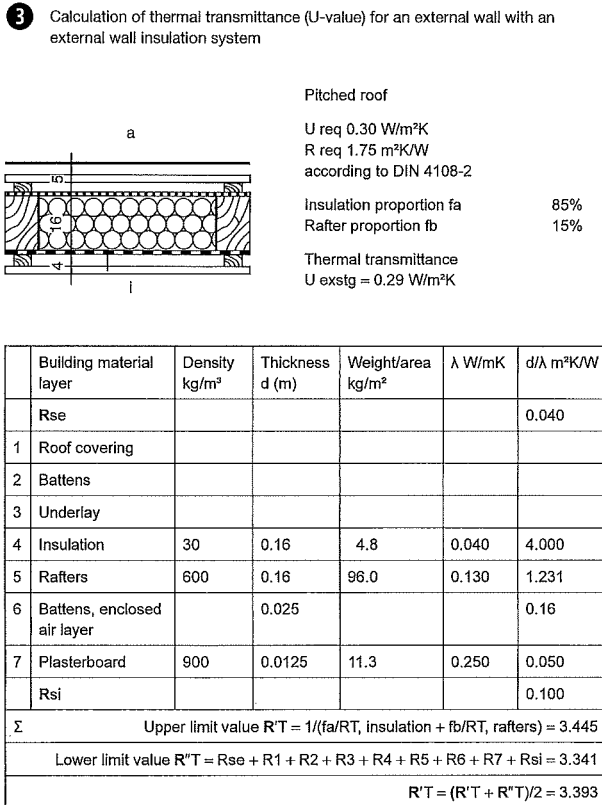 3 Calculation of thermal transmittance (U-value) for an external wall with an
external wall insulation system
Pitched roof
U req 0.30 W/m²K
R req 1.75 m²K/W
according to DIN 4108-2
Insulation proportion fa 85%
Rafter proportion fb 15%
Thermal transmittance
U exstg = 0.29 W/m²K
a
5
16
4
i
Building material Density Thickness Weight/area λ W/mK d/λ m²K/W
layer kg/m³ d (m) kg/m²
Rse 0.040
1 Roof covering
2 Battens
3 Underlay
4 Insulation 30 0.16 4.8 0.040 4.000
5 Rafters 600 0.16 96.0 0.130 1.231
6 Battens, enclosed 0.025 0.16
air layer
7 Plasterboard 900 0.0125 11.3 0.250 0.050
Rsi 0.100
Σ Upper limit value R'T = 1/(fa/RT, insulation + fb/RT, rafters) = 3.445
Lower limit value R"T = Rse + R1 + R2 + R3 + R4 + R5 + R6 + R7 + Rsi = 3.341
R'T = (R'T + R"T)/2 = 3.393